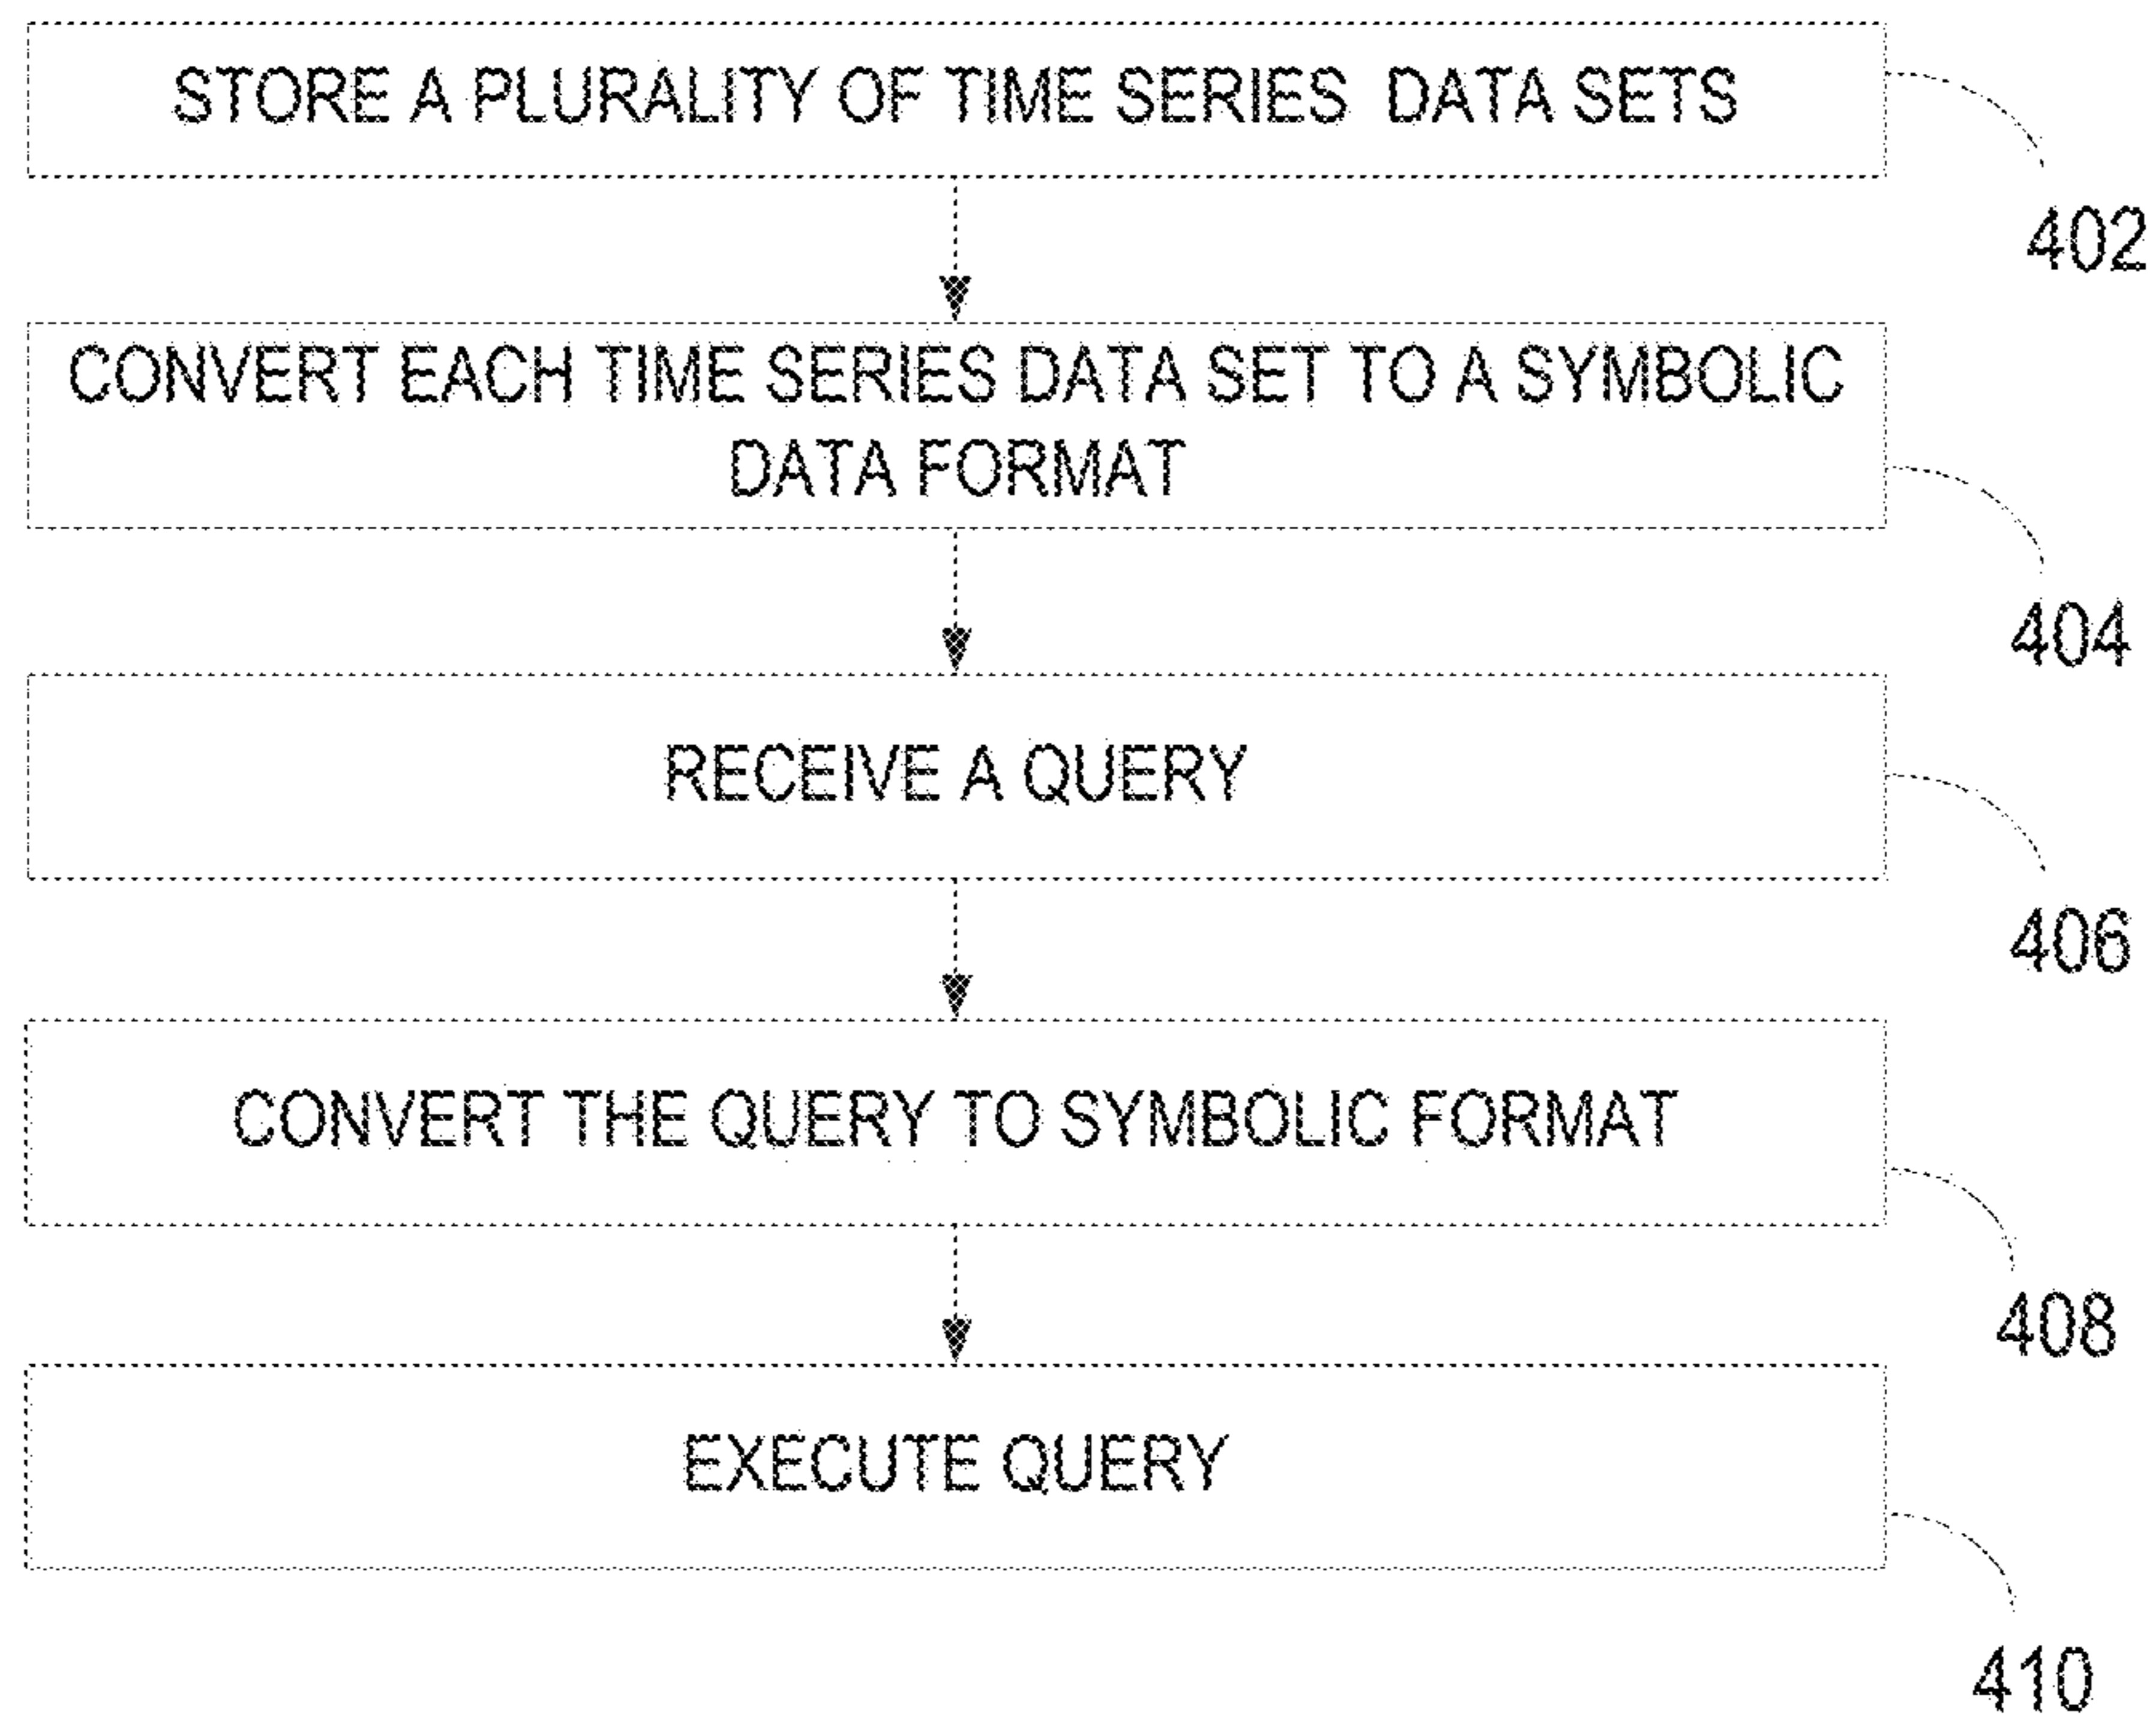 STORE A PLURALITY OF TIME SERIES DATA SETS
402
CONVERT EACH TIME SERIES DATA SET TO A SYMBOLIC
DATA FORMAT
404
RECEIVE A QUERY
406
CONVERT THE QUERY TO SYMBOLIC FORMAT
408
EXECUTE QUERY
410